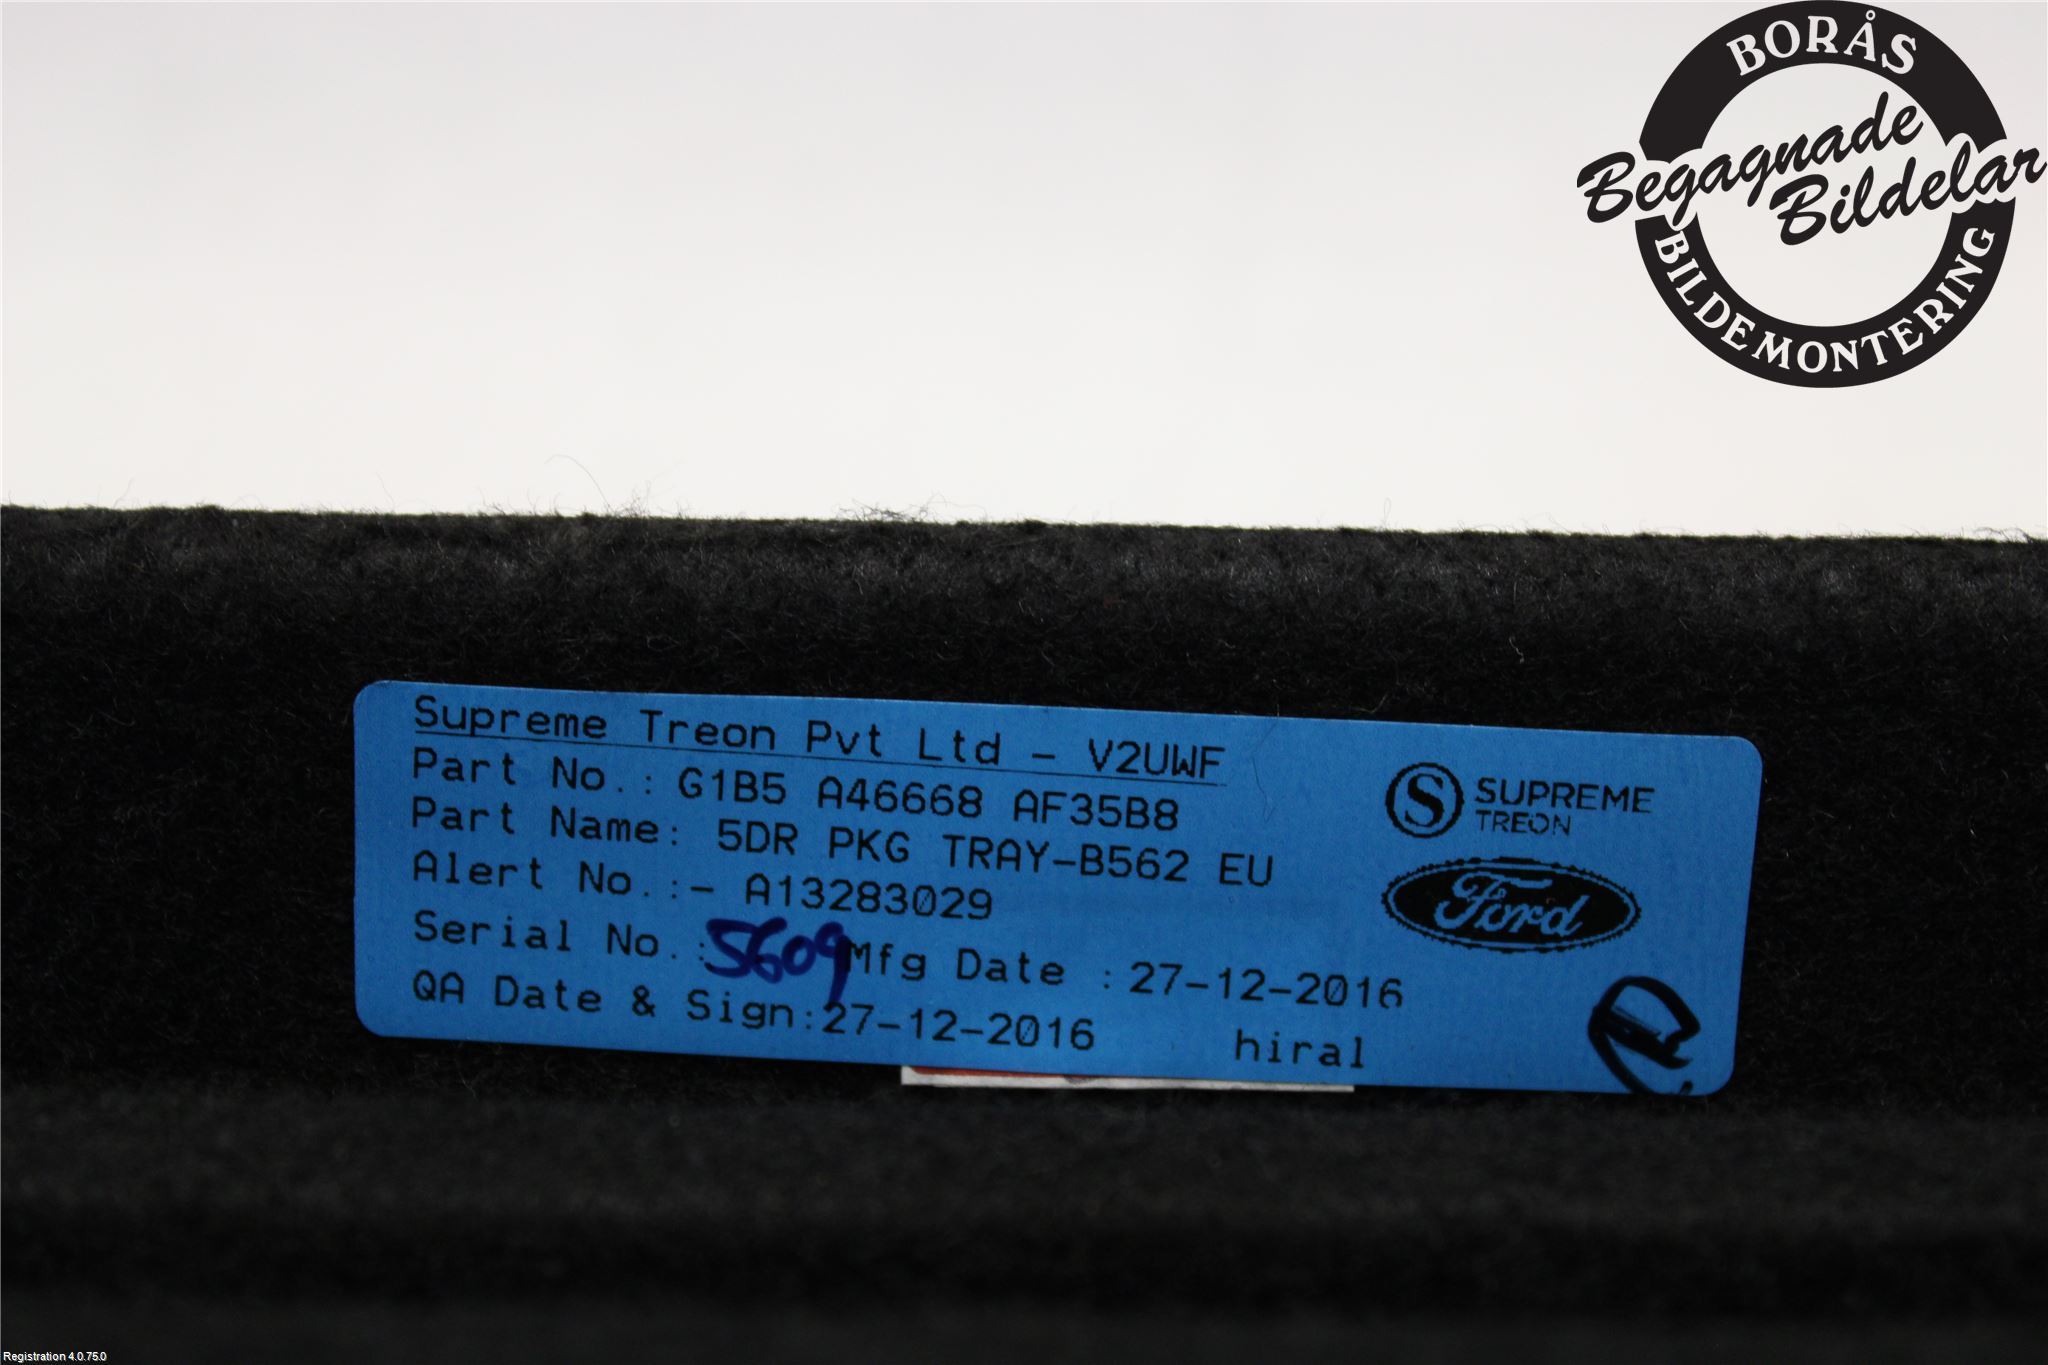 BORÅS
Begagnade
Bildelar
BILDEMONTERING
Supreme Treon Pvt Ltd - V2UWF
Part No.: G1B5 A46668 AF35B8
Part Name: 5DR PKG TRAY-B562 EU
Alert No.:- A13283029
Serial No.: 5609 Mfg Date :27-12-2016
QA Date & Sign:27-12-2016 hiral
S SUPREME
TREON
Ford
Registration 4.0.75.0